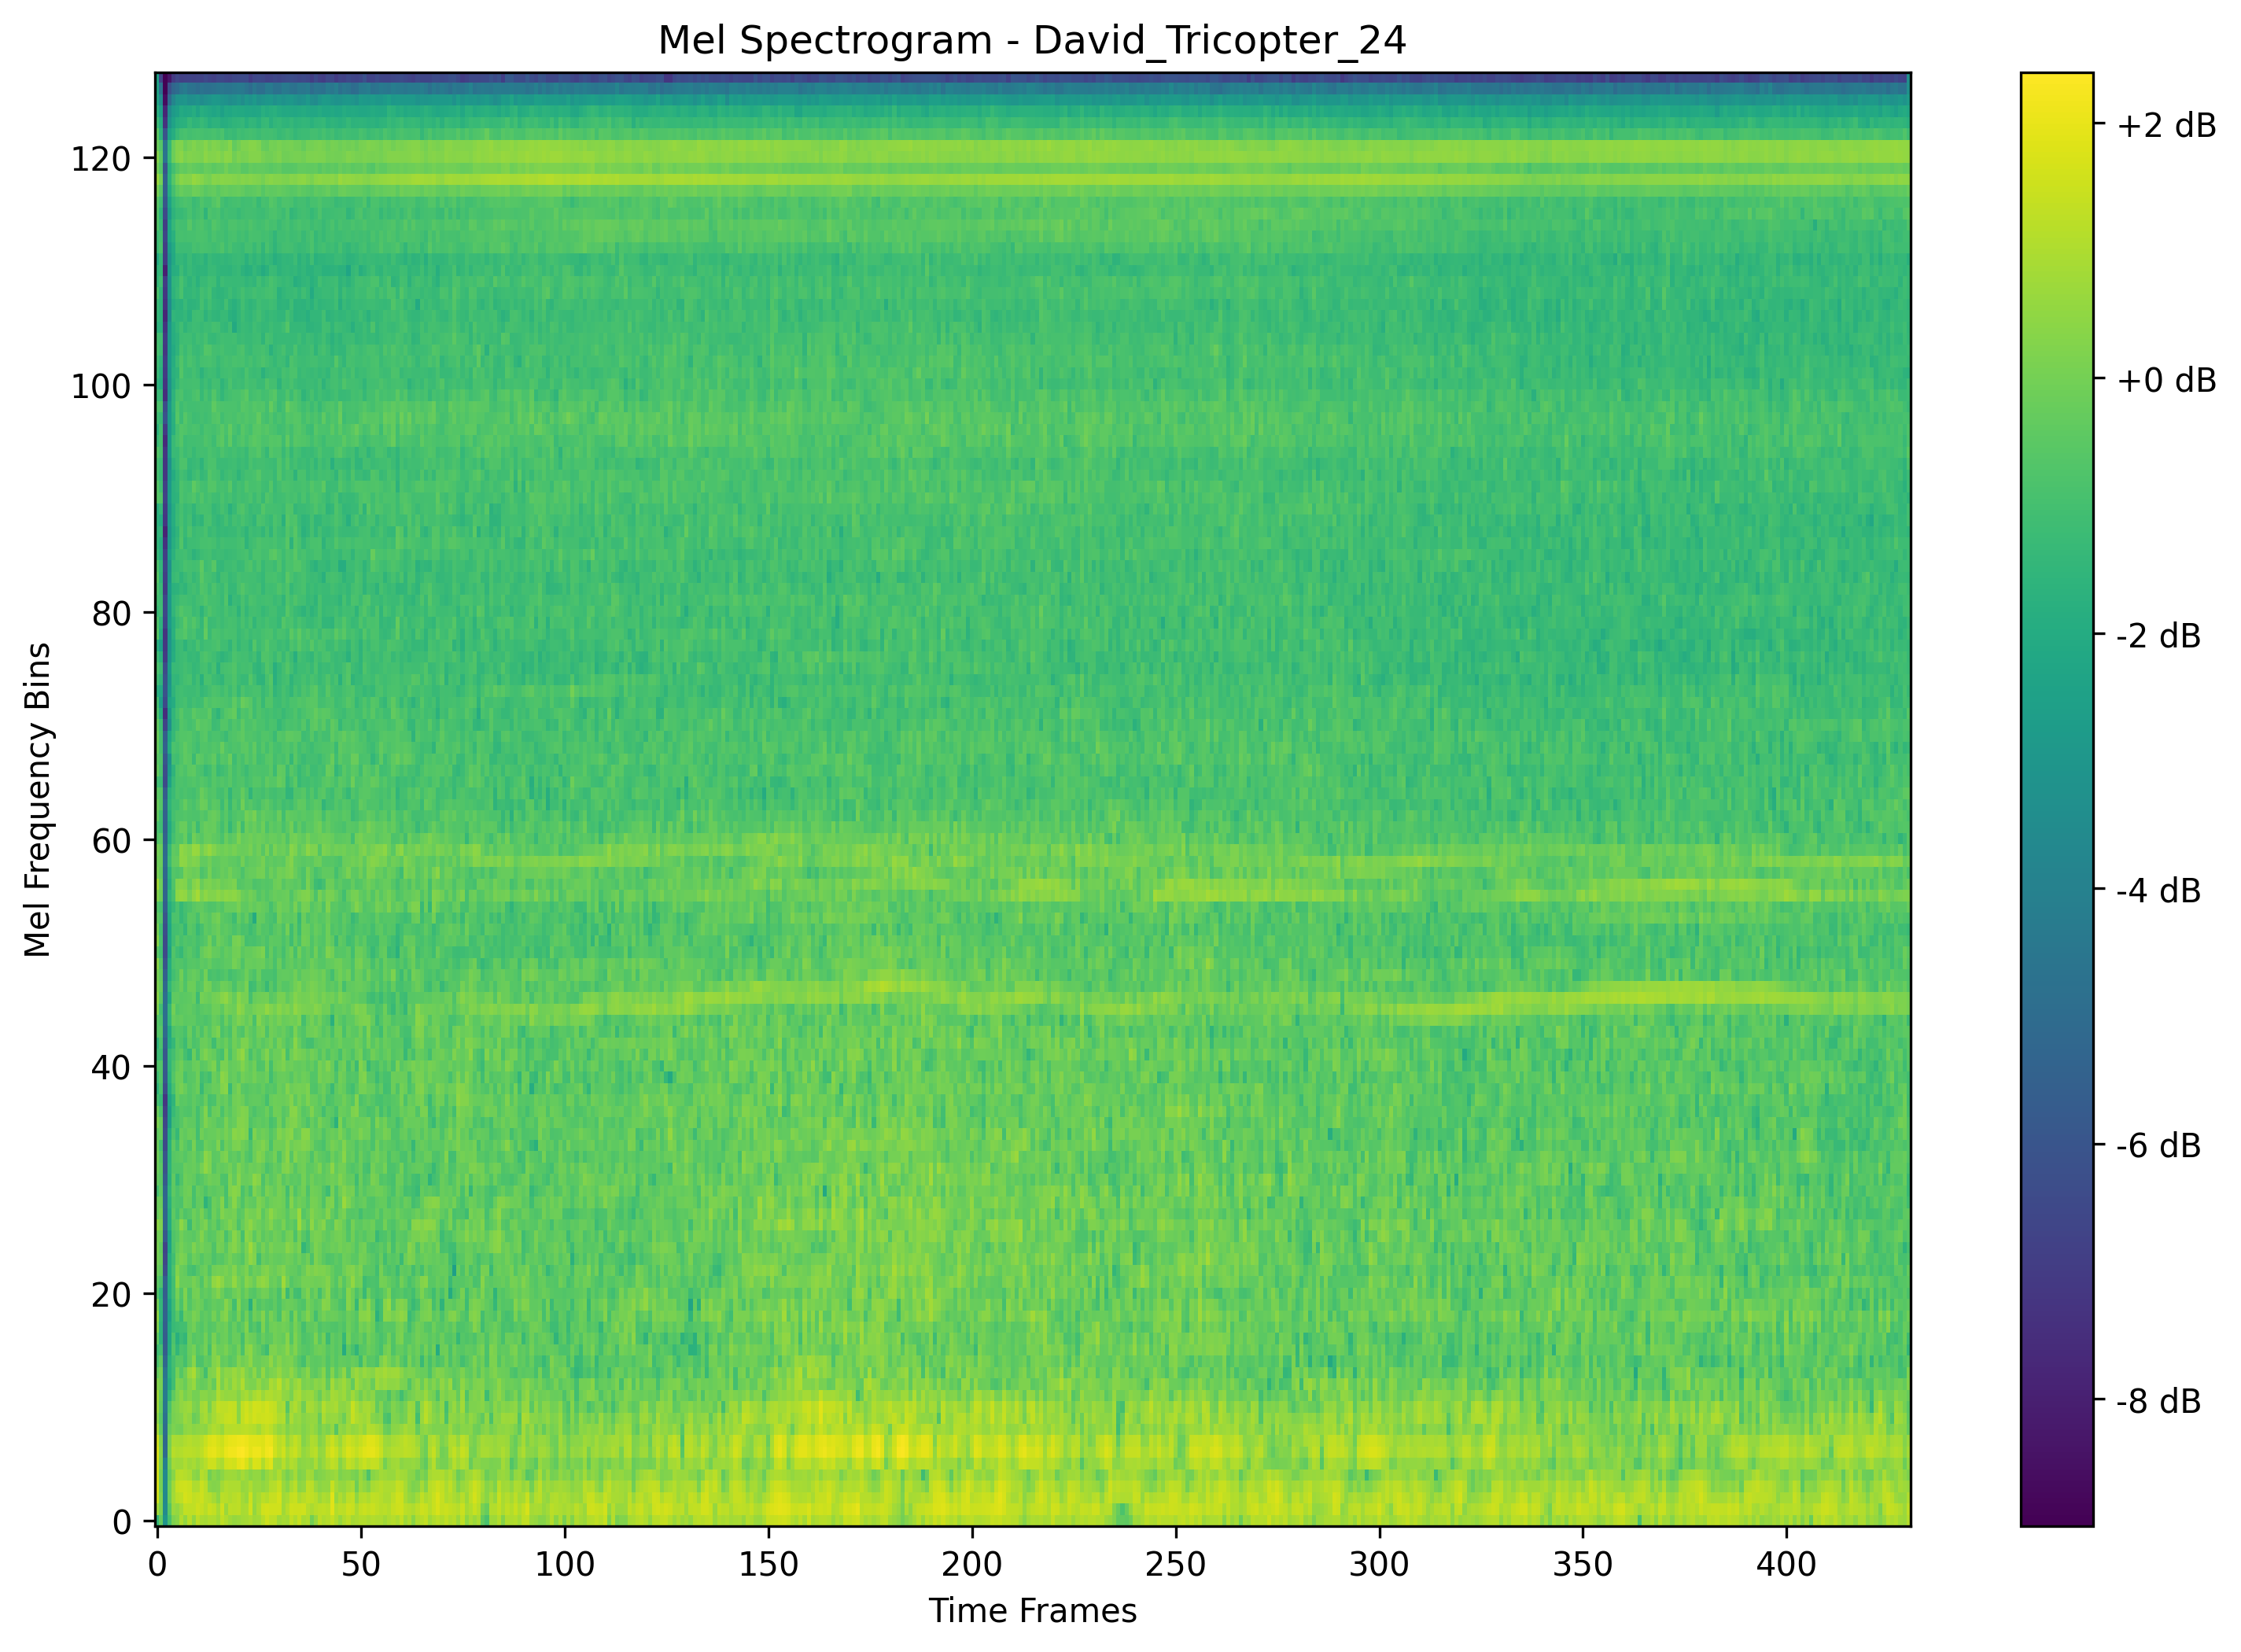 Mel Spectrogram - David_Tricopter_24
Mel Frequency Bins
120
100
80
60
40
20
0
0 50 100 150 200 250 300 350 400
Time Frames
+2 dB
+0 dB
-2 dB
-4 dB
-6 dB
-8 dB